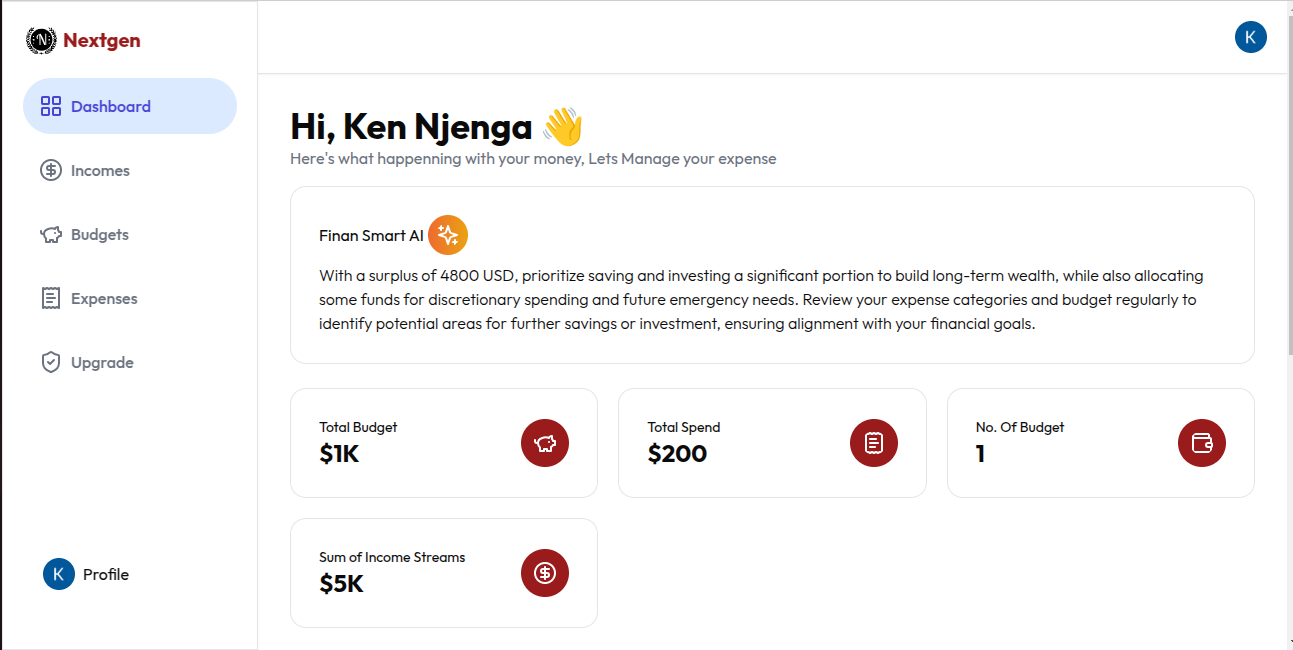 N
Nextgen
K
Dashboard
Incomes
Budgets
Expenses
Upgrade
K Profile
Hi, Ken Njenga 👋
Here's what happenning with your money, Lets Manage your expense
Finan Smart AI
With a surplus of 4800 USD, prioritize saving and investing a significant portion to build long-term wealth, while also allocating
some funds for discretionary spending and future emergency needs. Review your expense categories and budget regularly to
identify potential areas for further savings or investment, ensuring alignment with your financial goals.
Total Budget
$1K
Total Spend
$200
No. Of Budget
1
Sum of Income Streams
$5K